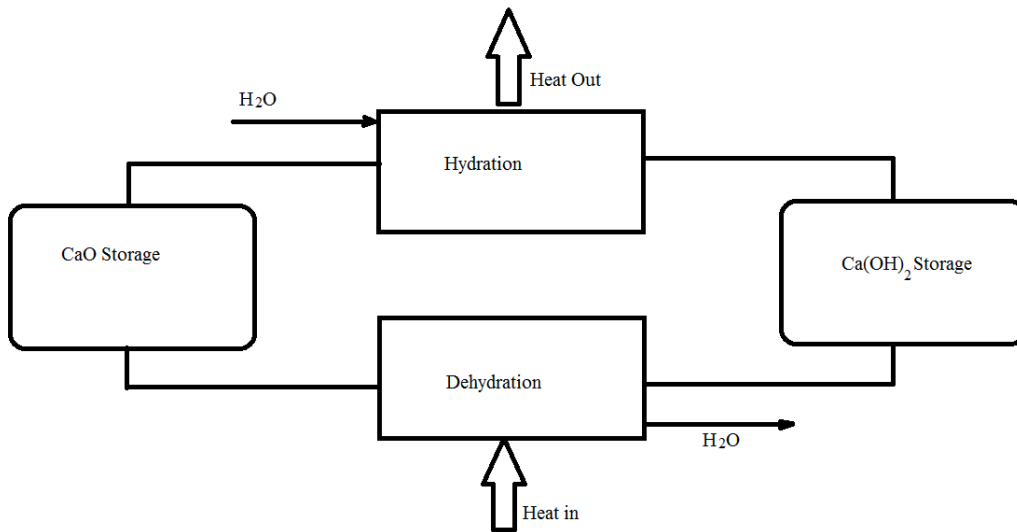 Heat Out
H2O
Hydration
CaO Storage
Ca(OH)2 Storage
Dehydration
H2O
Heat in